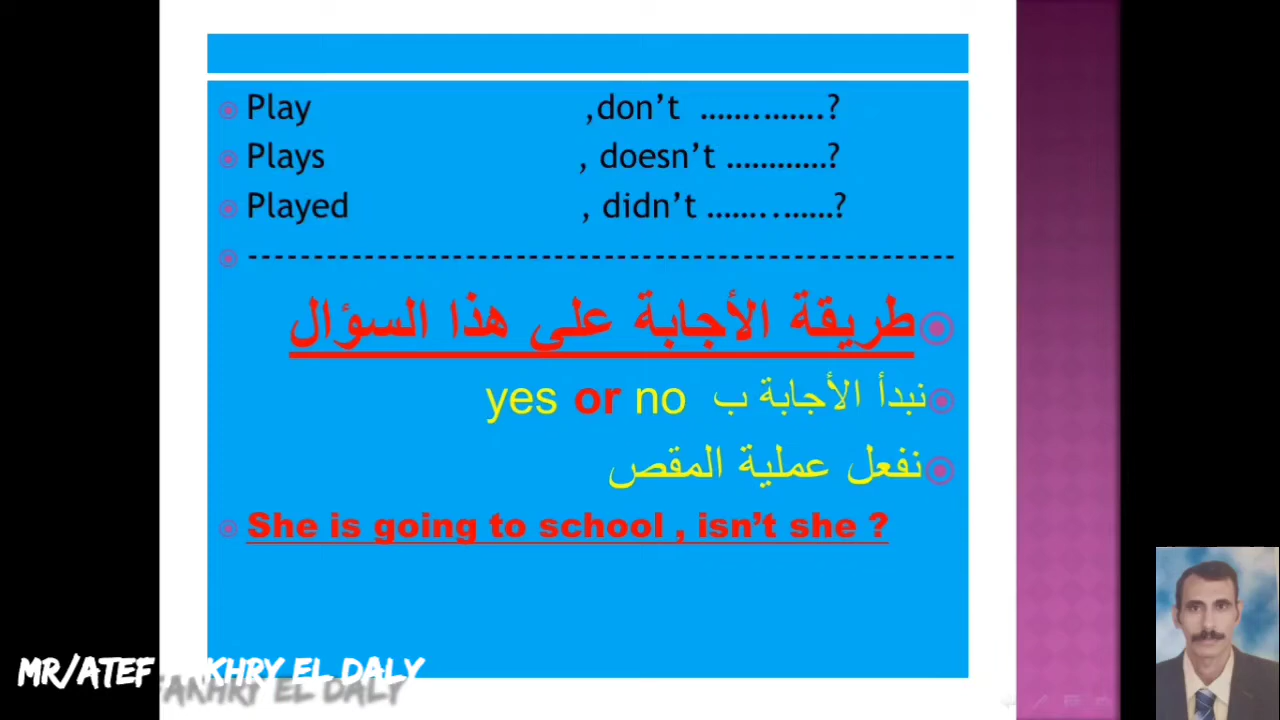 Play ,don't …….…….?
Plays , doesn't …………?
Played , didn't ……..……?
-------------------------------------------------------
طريقة الأجابة على هذا السؤال
نبدأ الأجابة ب yes or no
نفعل عملية المقص
She is going to school , isn't she ?
MR/ATEF FAKHRY EL DALY